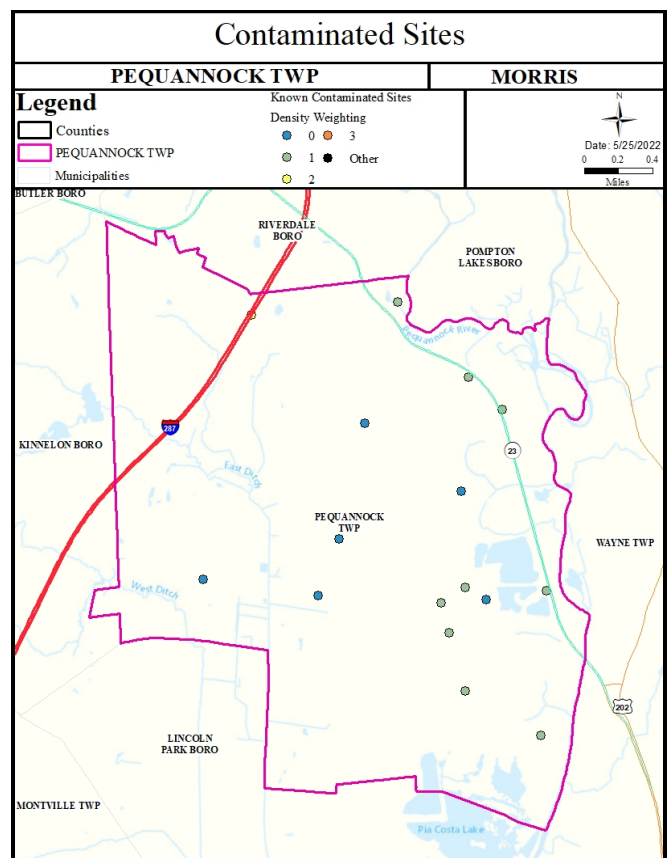 Contaminated Sites
PEQUANNOCK TWP
MORRIS
Legend
Counties
PEQUANNOCK TWP
Municipalities
Known Contaminated Sites
Density Weighting
0
3
1
Other
2
N
Date: 5/25/2022
0 0.2 0.4
Miles
BUTLER BORO
RIVERDALE
BORO
POMPTON
LAKES BORO
Pequannock River
287
KINNELON BORO
23
East Ditch
PEQUANNOCK
TWP
WAYNE TWP
West Ditch
202
LINCOLN
PARK BORO
MONTVILLE TWP
Pia Costa Lake